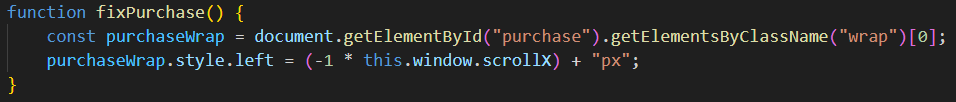 function fixPurchase() {
    const purchaseWrap = document.getElementById("purchase").getElementsByClassName("wrap")[0];
    purchaseWrap.style.left = (-1 * this.window.scrollX) + "px";
}